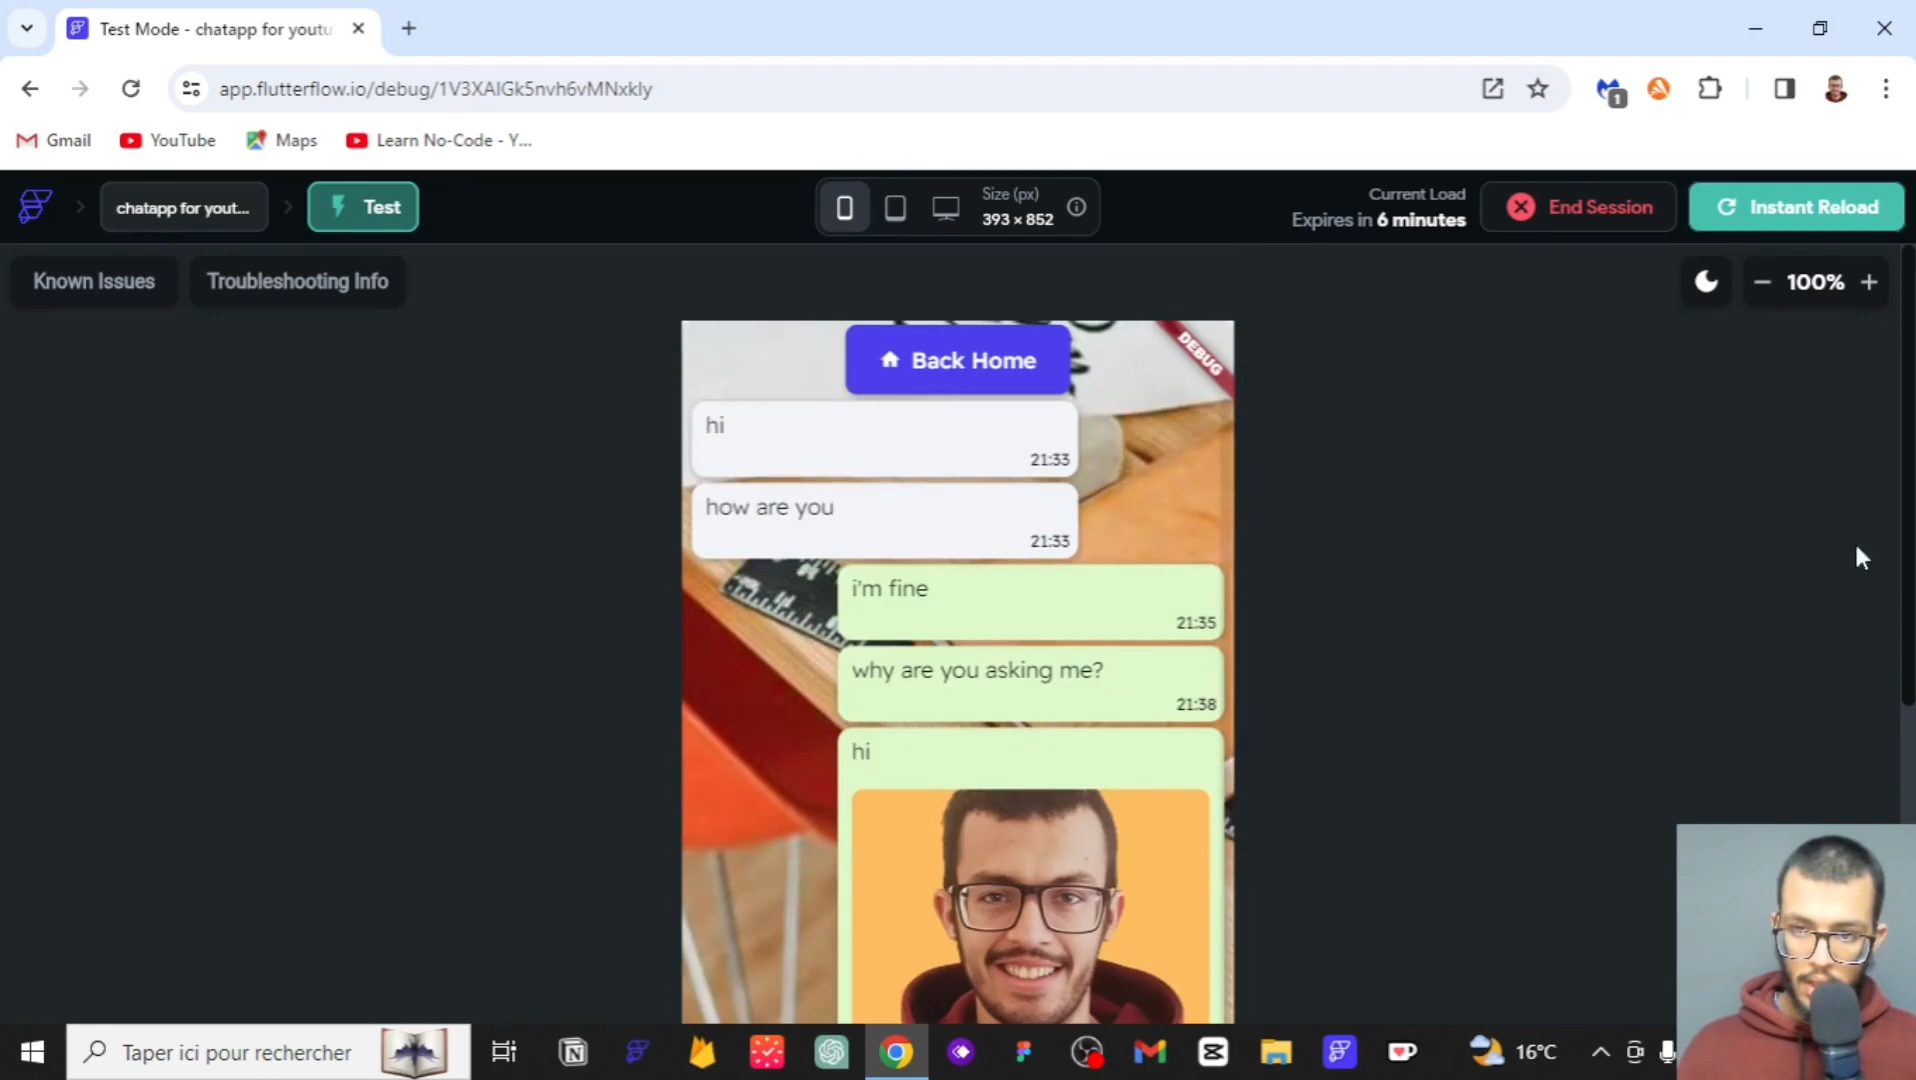 Test Mode - chatapp for youtu
app.flutterflow.io/debug/1V3XAIGk5nvh6vMNxkly
1
Gmail
YouTube
Maps
Learn No-Code - Y...
chatapp for yout...
Test
Size (px)
393 × 852
Current Load
Expires in 6 minutes
End Session
Instant Reload
Known Issues
Troubleshooting Info
100%
Back Home
DEBUG
hi
21:33
how are you
21:33
i'm fine
21:35
why are you asking me?
21:38
hi
Taper ici pour rechercher
16°C